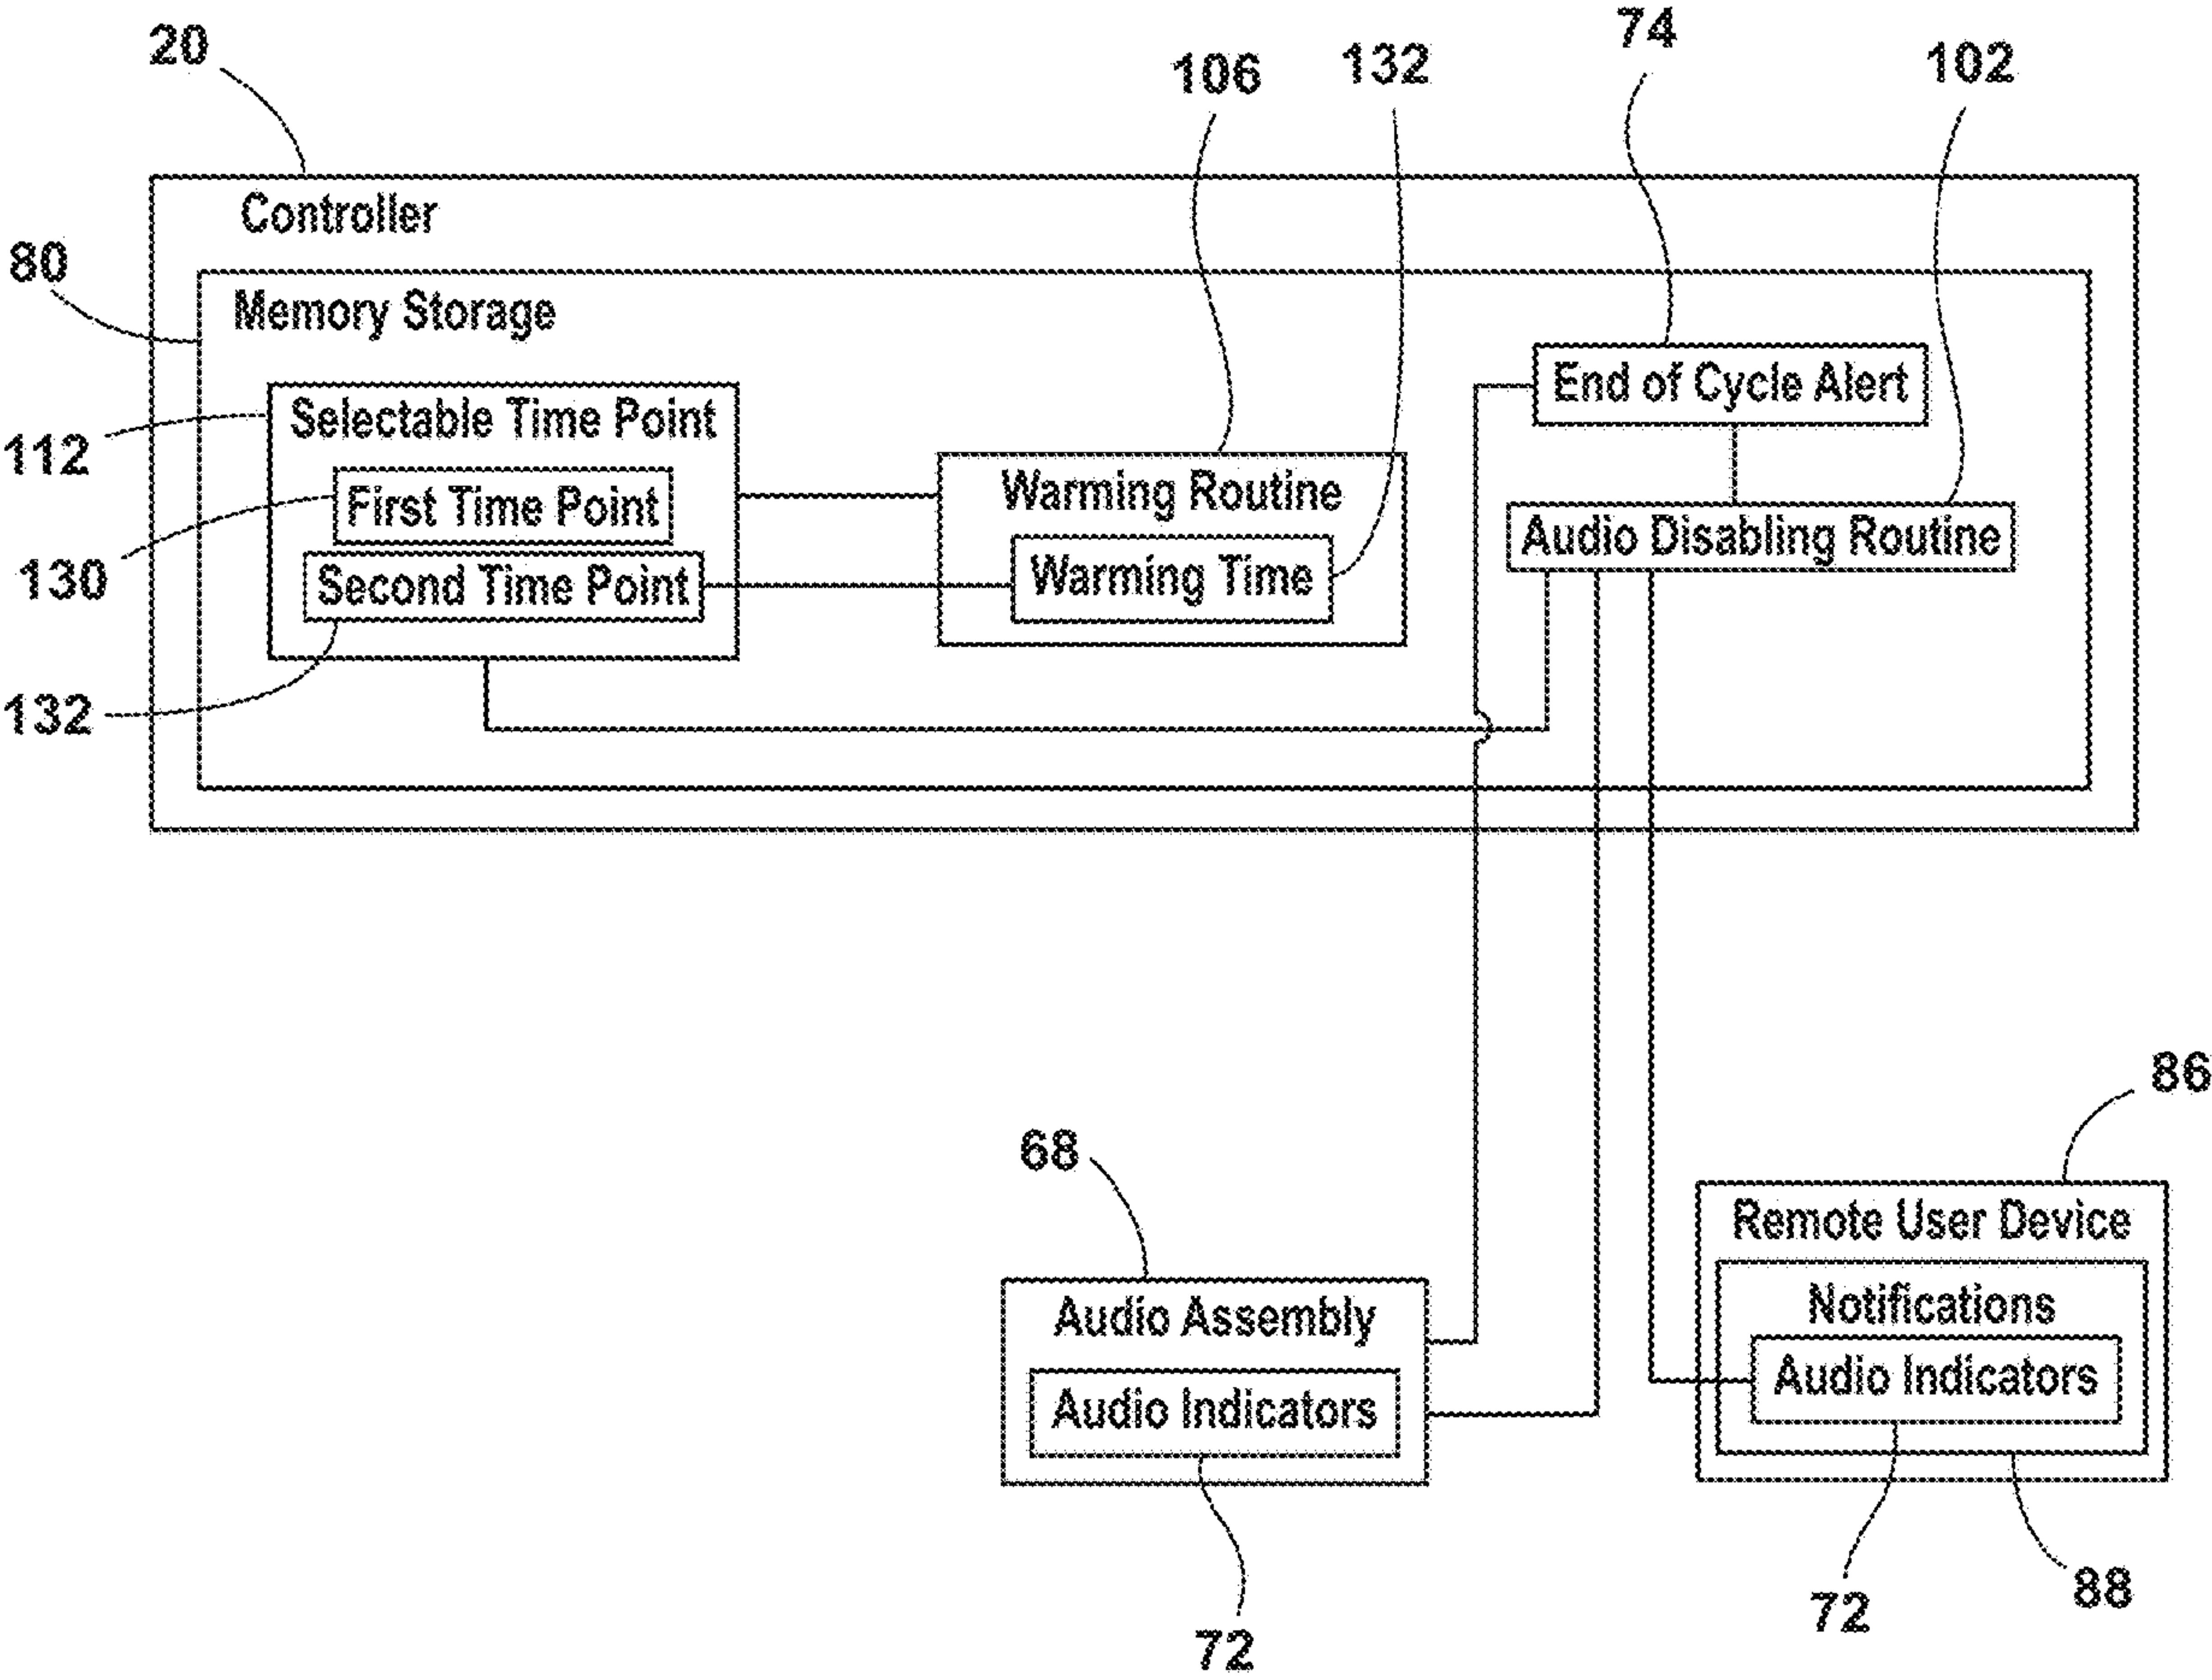 74
20
106
132
102
Controller
80
Memory Storage
End of Cycle Alert
Selectable Time Point
112
Warming Routine
First Time Point
Audio Disabling Routine
130
Second Time Point
Warming Time
132
86
68
Remote User Device
Audio Assembly
Notifications
Audio Indicators
Audio Indicators
88
72
72